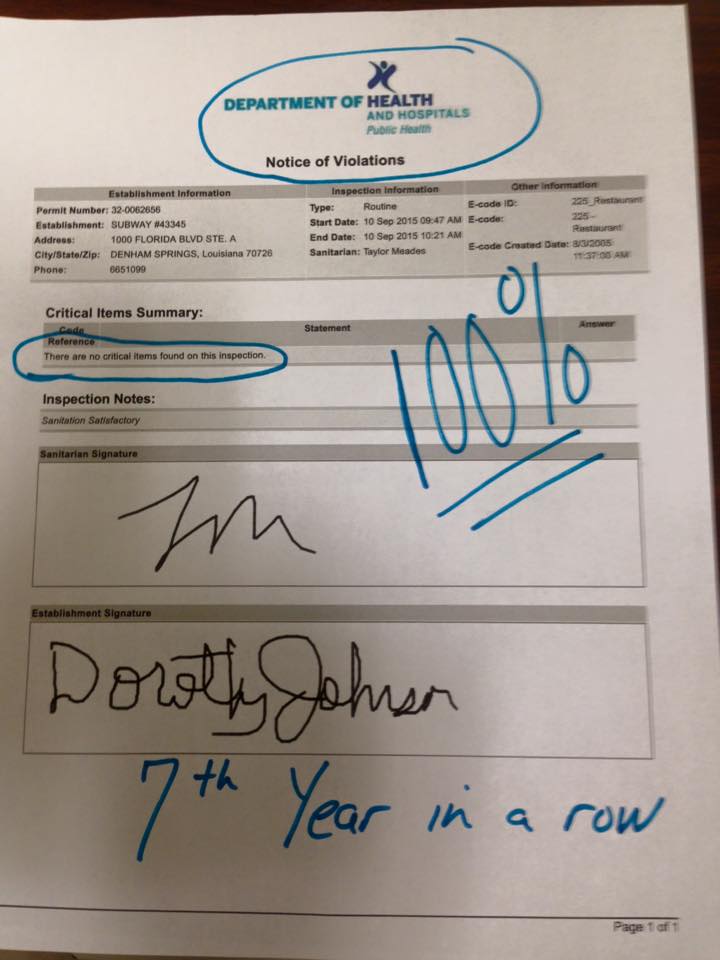 DEPARTMENT OF HEALTH
AND HOSPITALS
Public Health
Notice of Violations
Establishment Information
Permit Number: 32-0062656
Establishment: SUBWAY #43345
Address: 1000 FLORIDA BLVD STE. A
City/State/Zip: DENHAM SPRINGS, Louisiana 70726
Phone: 6651099
Inspection Information
Type: Routine
Start Date: 10 Sep 2015 09:47 AM
End Date: 10 Sep 2015 10:21 AM
Sanitarian: Taylor Meades
Other Information
E-code ID: 225_Restaurant
E-code: 225--
Restaurant
E-code Created Date: 8/3/2005
11:37:00 AM
Critical Items Summary:
Code
Reference
Statement
Answer
There are no critical items found on this inspection.
100%
Inspection Notes:
Sanitation Satisfactory
Sanitarian Signature
Establishment Signature
Dorothy Johnson
7th Year in a row
Page 1 of 1